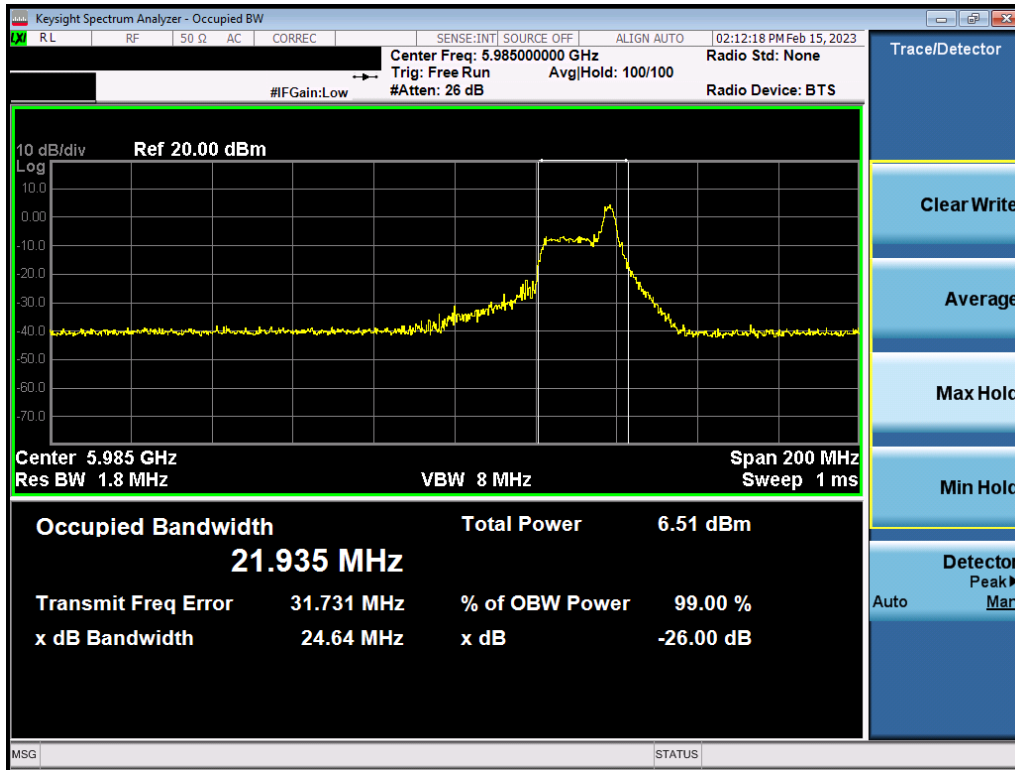 Keysight Spectrum Analyzer - Occupied BW
LXI RL RF 50 Ω AC CORREC SENSE:INT SOURCE OFF ALIGN AUTO 02:12:18 PM Feb 15, 2023
Center Freq: 5.985000000 GHz Radio Std: None
Trig: Free Run Avg|Hold: 100/100
#IFGain:Low #Atten: 26 dB Radio Device: BTS
10 dB/div Ref 20.00 dBm
Log
10.0
0.00
-10.0
-20.0
-30.0
-40.0
-50.0
-60.0
-70.0
Center 5.985 GHz Span 200 MHz
Res BW 1.8 MHz VBW 8 MHz Sweep 1 ms
Occupied Bandwidth Total Power 6.51 dBm
21.935 MHz
Transmit Freq Error 31.731 MHz % of OBW Power 99.00 %
x dB Bandwidth 24.64 MHz x dB -26.00 dB
MSG STATUS
Trace/Detector
Clear Write
Average
Max Hold
Min Hold
Detector
Peak▶
Auto Man